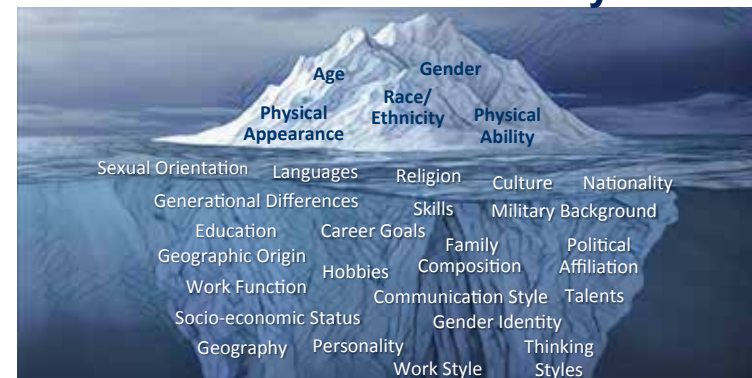 Age
Gender
Race/
Ethnicity
Physical
Appearance
Physical
Ability
Sexual Orientation
Languages
Religion
Culture
Nationality
Generational Differences
Skills
Military Background
Education
Career Goals
Family
Composition
Political
Affiliation
Geographic Origin
Hobbies
Work Function
Communication Style
Talents
Socio-economic Status
Gender Identity
Geography
Personality
Thinking
Styles
Work Style